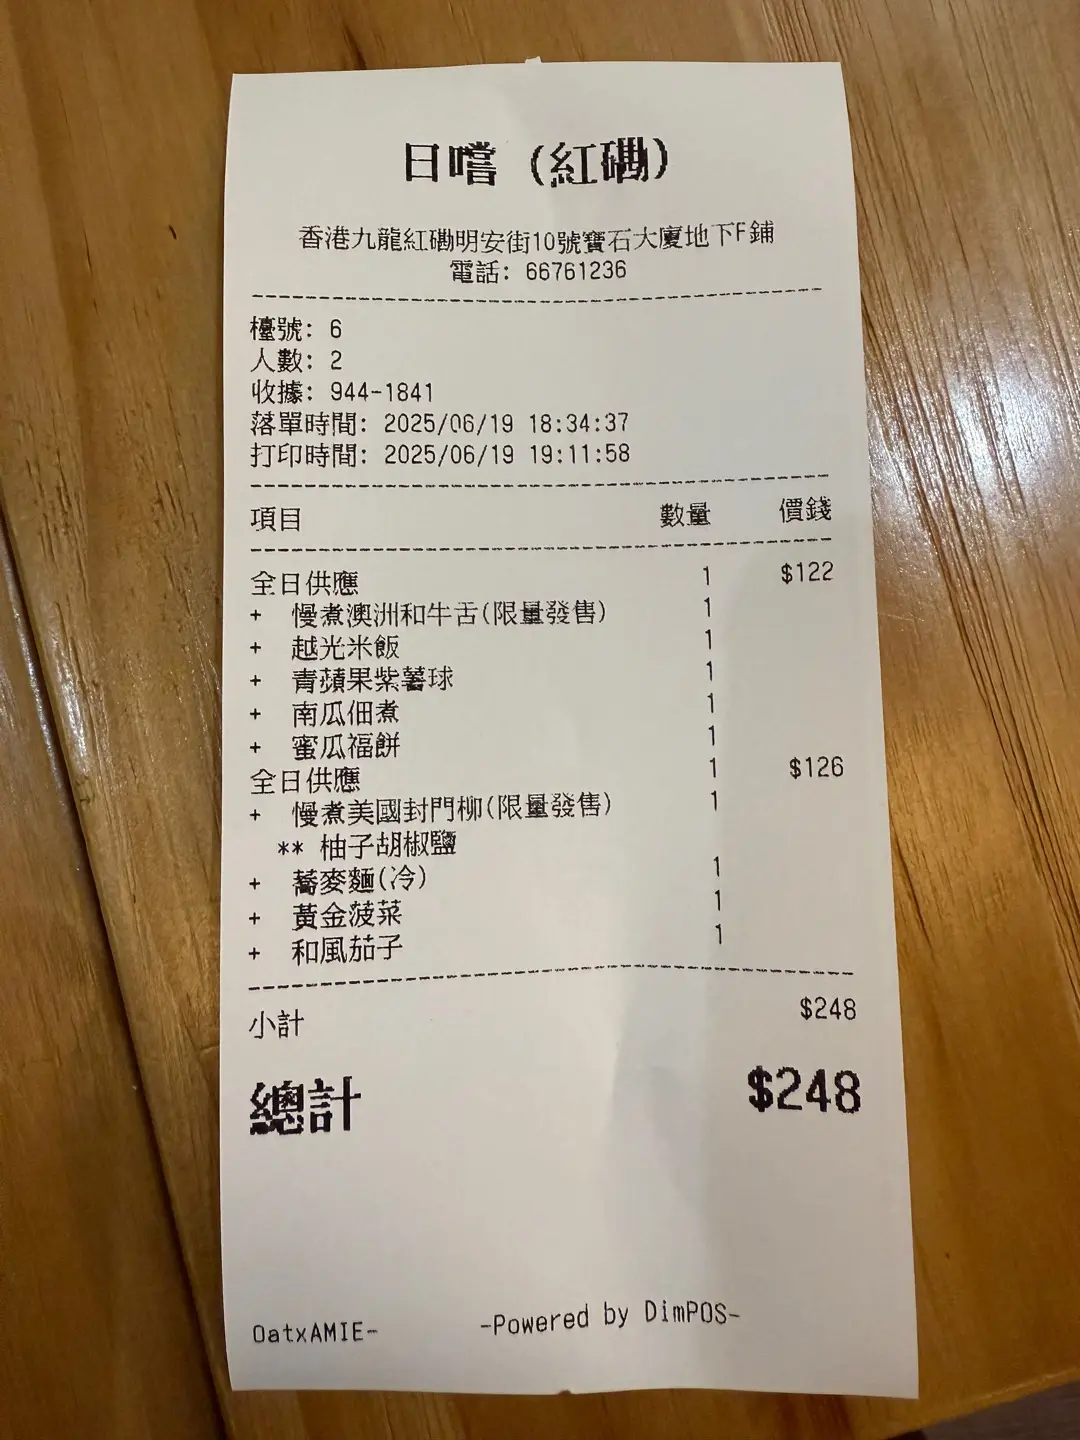 日嚐 (紅磡)
香港九龍紅磡明安街10號寶石大廈地下F鋪
電話: 66761236
檯號: 6
人數: 2
收據: 944-1841
落單時間: 2025/06/19 18:34:37
打印時間: 2025/06/19 19:11:58
項目 數量 價錢
全日供應 1 $122
+ 慢煮澳洲和牛舌(限量發售) 1
+ 越光米飯 1
+ 青蘋果紫薯球 1
+ 南瓜佃煮 1
+ 蜜瓜福餅 1
全日供應 1 $126
+ 慢煮美國封門柳(限量發售) 1
** 柚子胡椒鹽
+ 蕎麥麵(冷) 1
+ 黃金菠菜 1
+ 和風茄子 1
小計 $248
總計 $248
OatxAMIE- -Powered by DimPOS-